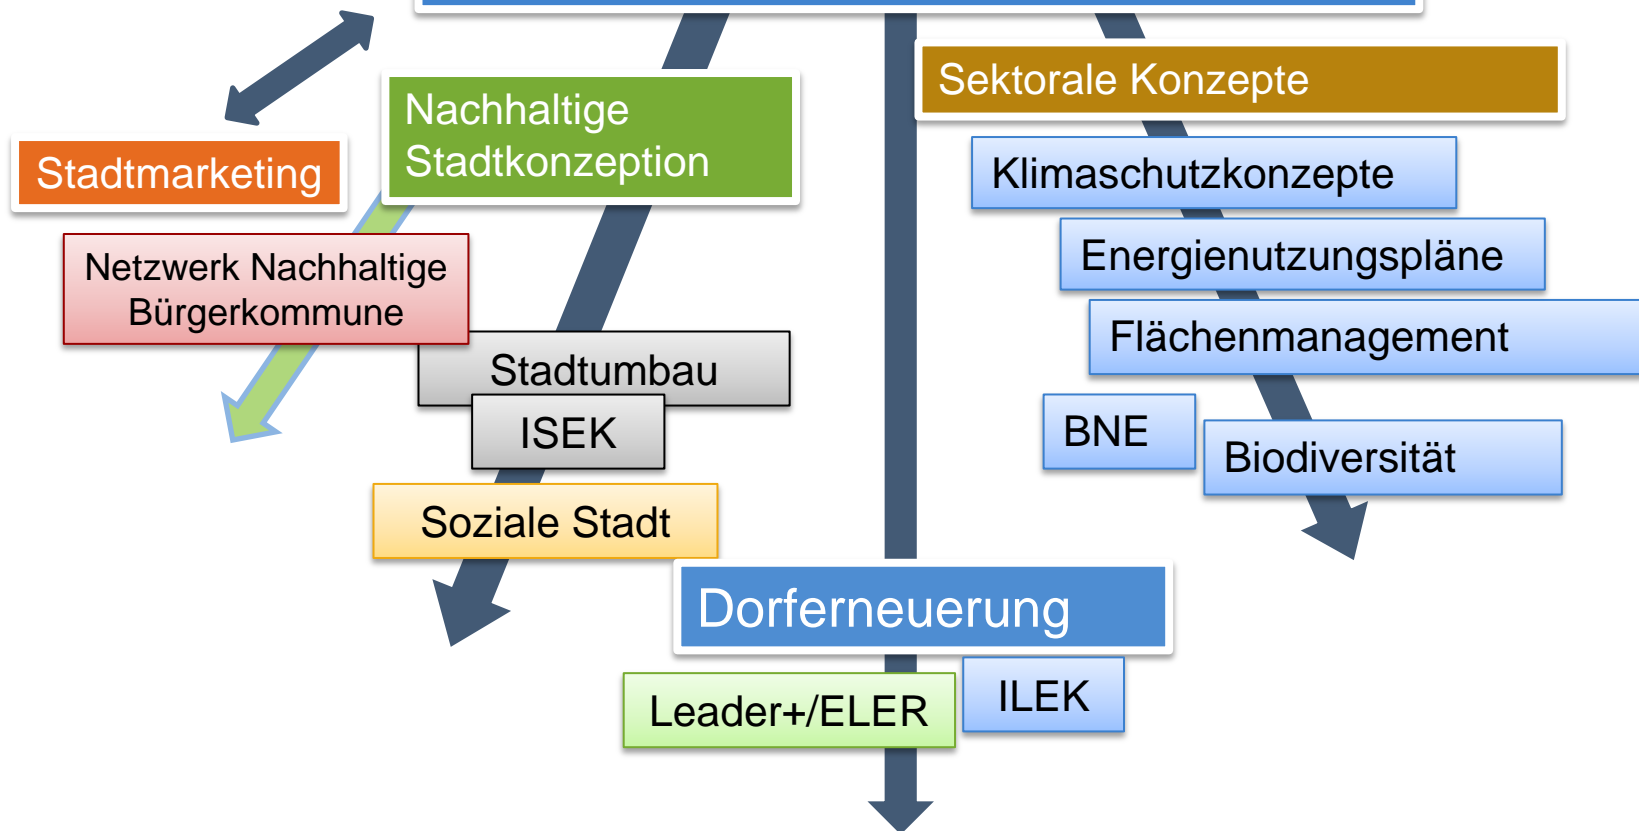 Sektorale Konzepte
Nachhaltige
Stadtkonzeption
Stadtmarketing
Klimaschutzkonzepte
Netzwerk Nachhaltige
Bürgerkommune
Energienutzungspläne
Flächenmanagement
Stadtumbau
ISEK
BNE
Biodiversität
Soziale Stadt
Dorferneuerung
Leader+/ELER
ILEK